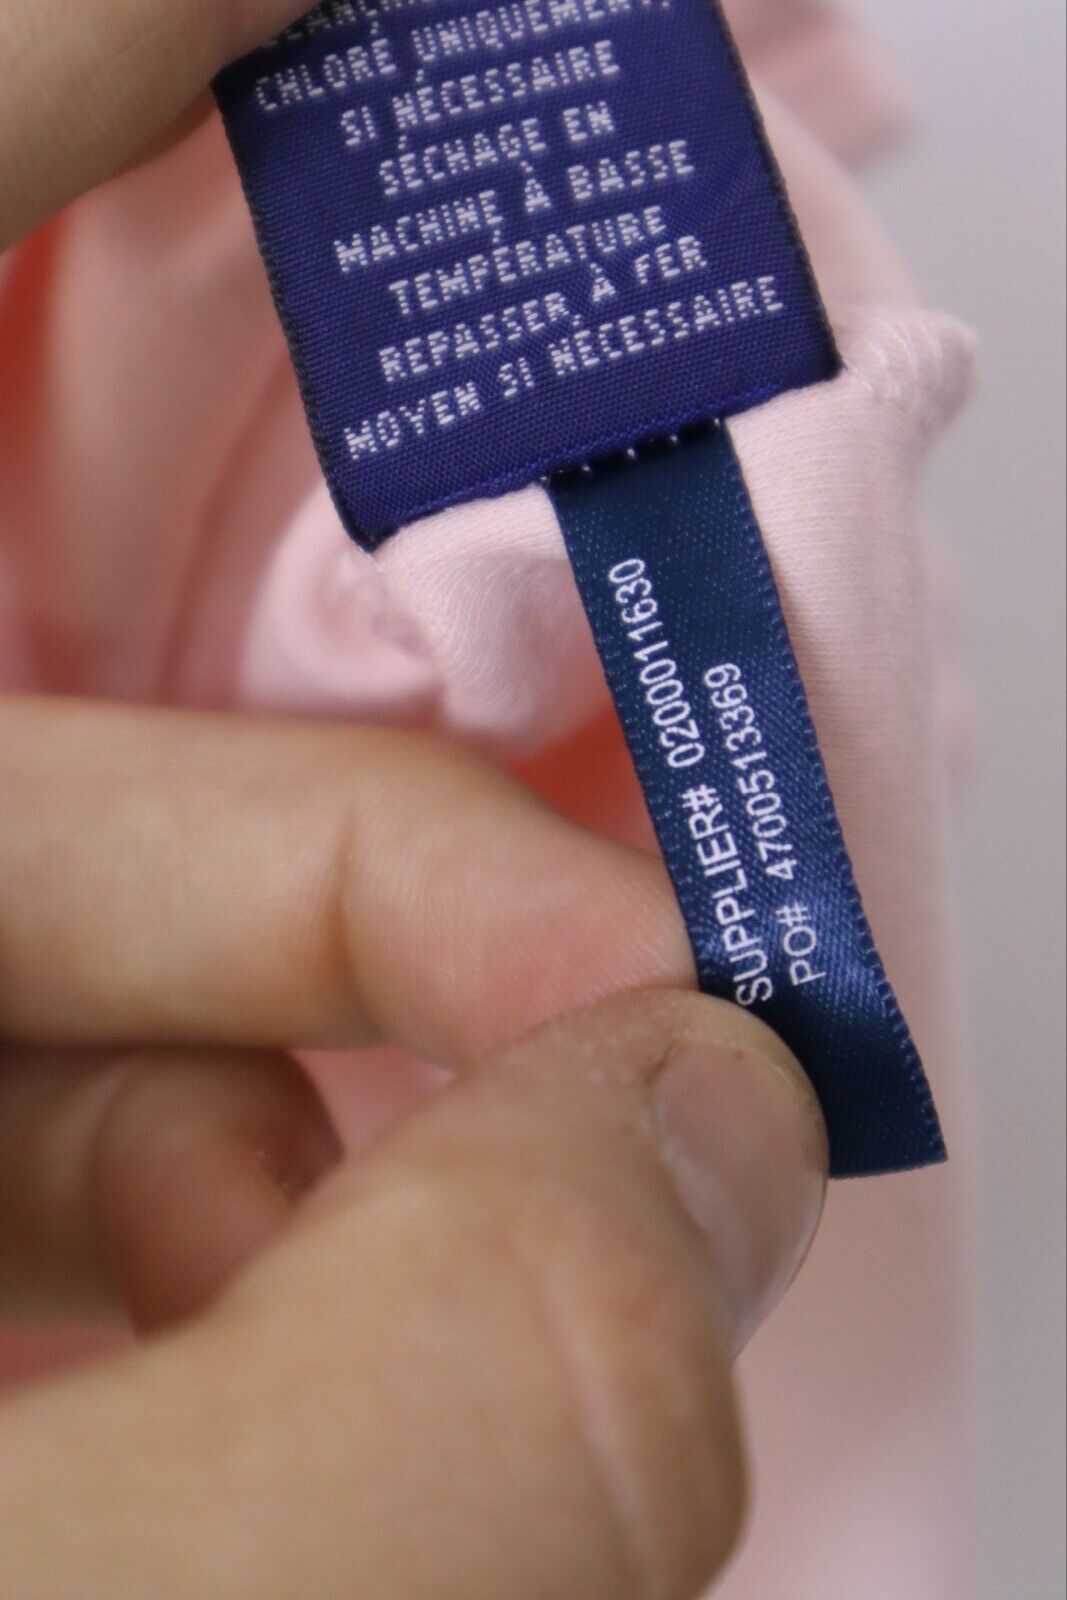 CHLORE UNIQUEMENT,
SI NÉCESSAIRE
SÉCHAGE EN
MACHINE À BASSE
TEMPÉRATURE
REPASSER À FER
MOYEN SI NÉCESSAIRE
SUPPLIER# 0200011630
PO# 4700513369